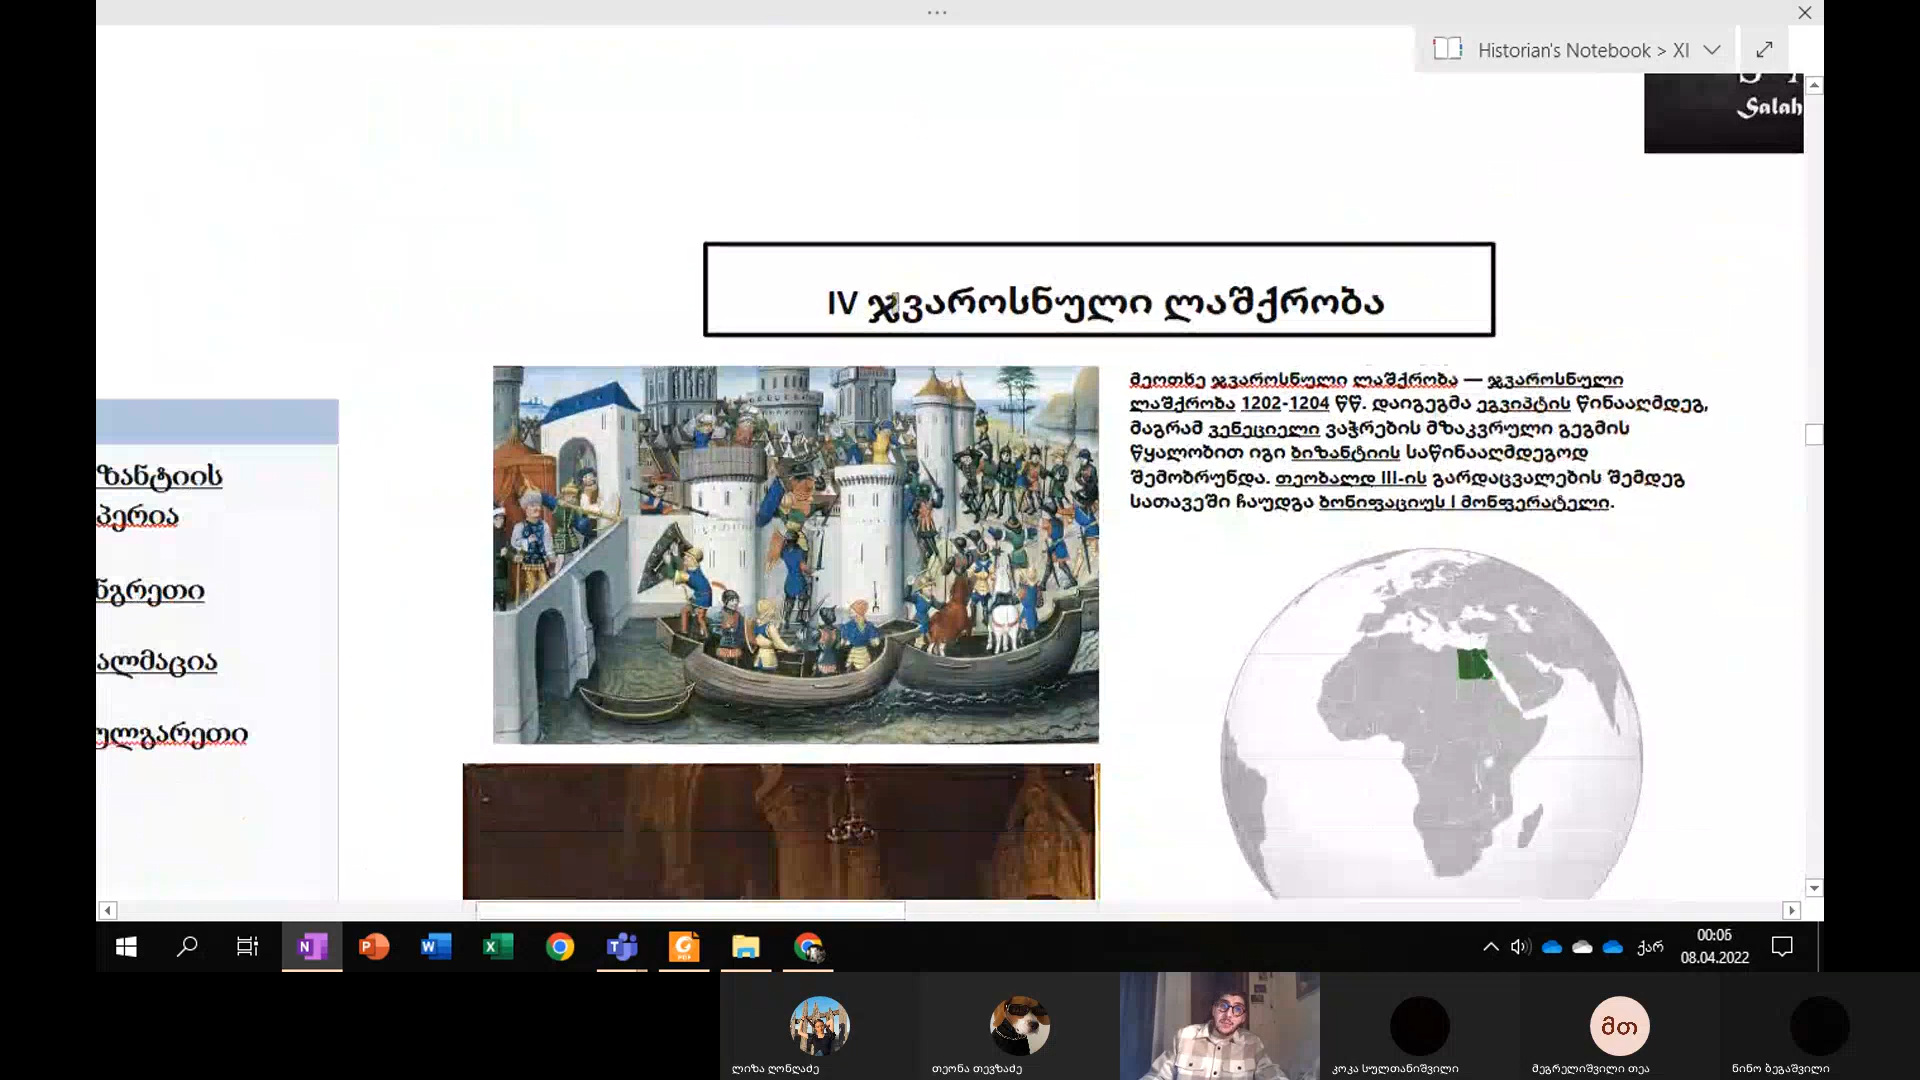 Historian's Notebook > XI
Salah
IV ჯვაროსნული ლაშქრობა
მეოთხე ჯვაროსნული ლაშქრობა — ჯვაროსნული
ლაშქრობა 1202-1204 წწ. დაიგეგმა ეგვიპტის წინააღმდეგ,
მაგრამ ვენეციელი ვაჭრების მზაკვრული გეგმის
წყალობით იგი ბიზანტიის საწინააღმდეგოდ
შემობრუნდა. თეობალდ III-ის გარდაცვალების შემდეგ
სათავეში ჩაუდგა ბონიფაციუს I მონფერატელი.
ზანტიის
პერია
ნგრეთი
ალმაცია
ულგარეთი
ქარ
00:06
08.04.2022
ლიზა ღონღაძე
თეონა თევზაძე
კოკა სულთანიშვილი
მთ
მეგრელიშვილი თეა
ნინო ბეგაშვილი